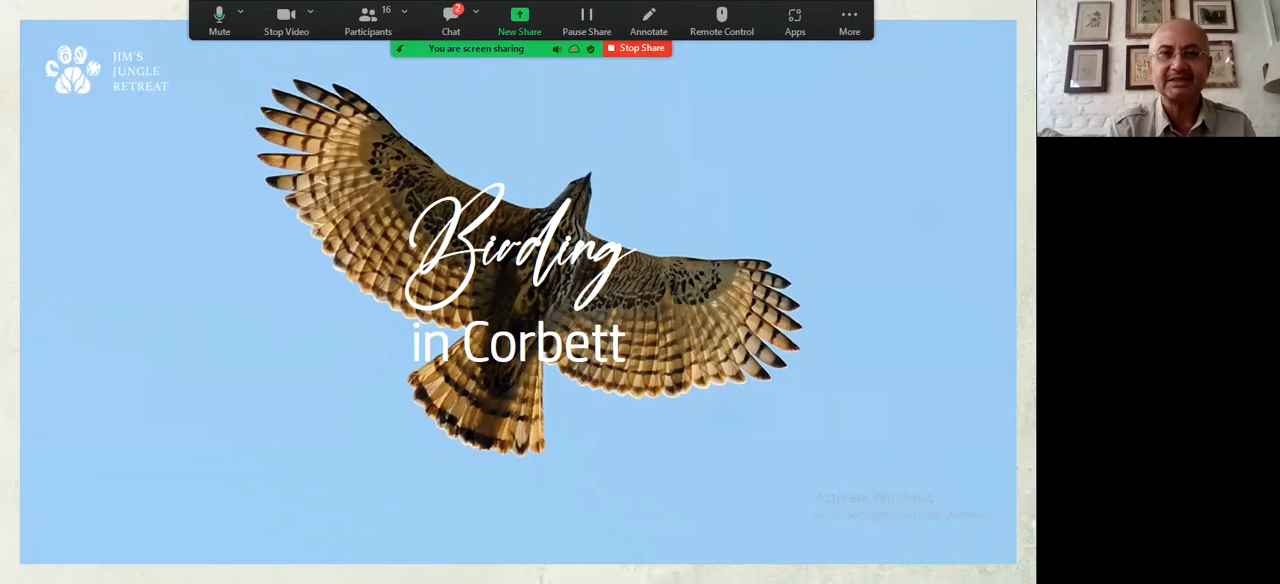 16
2
Mute
Stop Video
Participants
Chat
New Share
Pause Share
Annotate
Remote Control
Apps
More
You are screen sharing
Stop Share
JIM'S
JUNGLE
RETREAT
Birding
in Corbett
Activate Windows